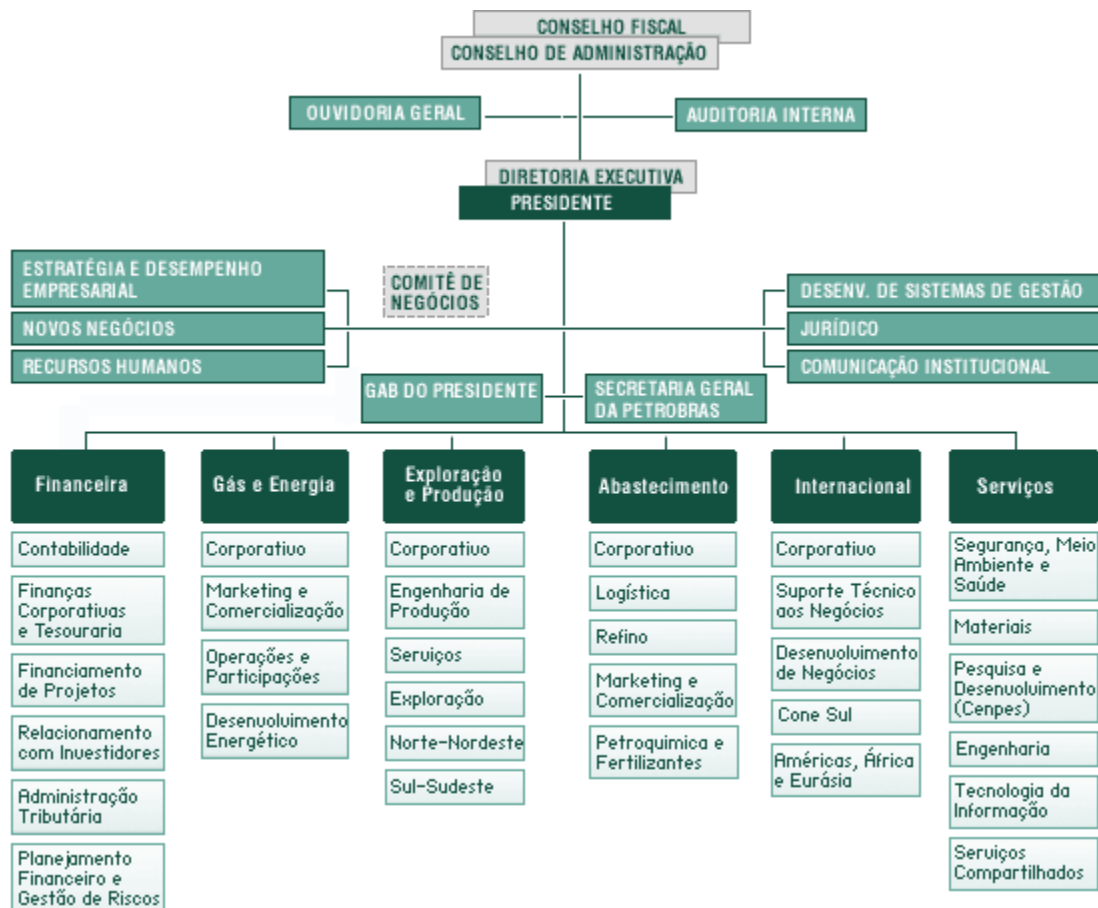 CONSELHO FISCAL
CONSELHO DE ADMINISTRAÇÃO
OUVIDORIA GERAL
AUDITORIA INTERNA
DIRETORIA EXECUTIVA
PRESIDENTE
ESTRATÉGIA E DESEMPENHO
EMPRESARIAL
NOVOS NEGÓCIOS
RECURSOS HUMANOS
COMITÊ DE
NEGÓCIOS
DESENV. DE SISTEMAS DE GESTÃO
JURÍDICO
COMUNICAÇÃO INSTITUCIONAL
GAB DO PRESIDENTE
SECRETARIA GERAL
DA PETROBRAS
Financeira
Contabilidade
Finanças
Corporativas
e Tesouraria
Financiamento
de Projetos
Relacionamento
com Investidores
Administração
Tributária
Planejamento
Financeiro e
Gestão de Riscos
Gás e Energia
Corporativo
Marketing e
Comercialização
Operações e
Participações
Desenvolvimento
Energético
Exploração
e Produção
Corporativo
Engenharia de
Produção
Serviços
Exploração
Norte-Nordeste
Sul-Sudeste
Abastecimento
Corporativo
Logística
Refino
Marketing e
Comercialização
Petroquimica e
Fertilizantes
Internacional
Corporativo
Suporte Técnico
aos Negócios
Desenvolvimento
de Negócios
Cone Sul
Américas, África
e Eurásia
Serviços
Segurança, Meio
Ambiente e
Saúde
Materiais
Pesquisa e
Desenvolvimento
(Cenpes)
Engenharia
Tecnologia da
Informação
Serviços
Compartilhados